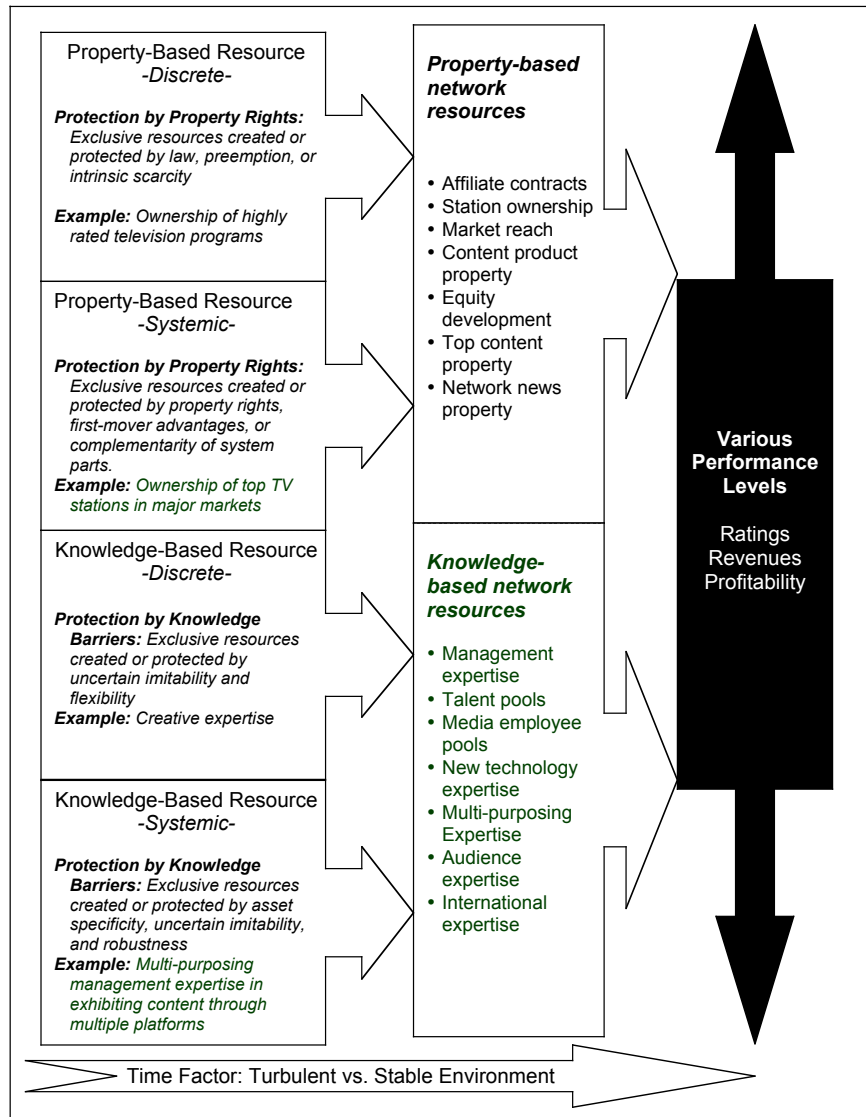 Property-Based Resource
-Discrete-
Protection by Property Rights:
Exclusive resources created or
protected by law, preemption, or
intrinsic scarcity
Example: Ownership of highly
rated television programs
Property-Based Resource
-Systemic-
Protection by Property Rights:
Exclusive resources created or
protected by property rights,
first-mover advantages, or
complementarity of system
parts.
Example: Ownership of top TV
stations in major markets
Knowledge-Based Resource
-Discrete-
Protection by Knowledge
Barriers: Exclusive resources
created or protected by
uncertain imitability and
flexibility
Example: Creative expertise
Knowledge-Based Resource
-Systemic-
Protection by Knowledge
Barriers: Exclusive resources
created or protected by asset
specificity, uncertain imitability,
and robustness
Example: Multi-purposing
management expertise in
exhibiting content through
multiple platforms
Property-based
network
resources
• Affiliate contracts
• Station ownership
• Market reach
• Content product
property
• Equity
development
• Top content
property
• Network news
property
Knowledge-
based network
resources
• Management
expertise
• Talent pools
• Media employee
pools
• New technology
expertise
• Multi-purposing
Expertise
• Audience
expertise
• International
expertise
Various
Performance
Levels
Ratings
Revenues
Profitability
Time Factor: Turbulent vs. Stable Environment